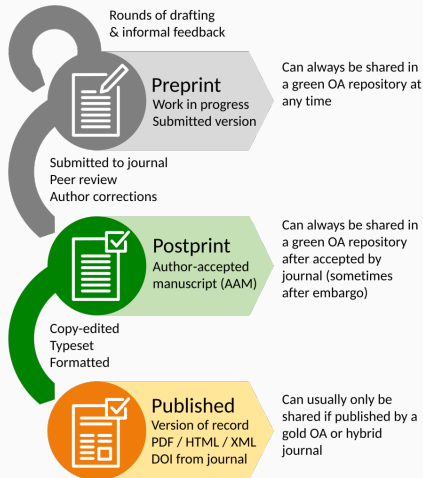 Rounds of drafting
& informal feedback
Preprint
Work in progress
Submitted version
Can always be shared in
a green OA repository at
any time
Submitted to journal
Peer review
Author corrections
Postprint
Author-accepted
manuscript (AAM)
Can always be shared in
a green OA repository
after accepted by
journal (sometimes
after embargo)
Copy-edited
Typeset
Formatted
Published
Version of record
PDF / HTML / XML
DOI from journal
Can usually only be
shared if published by a
gold OA or hybrid
journal